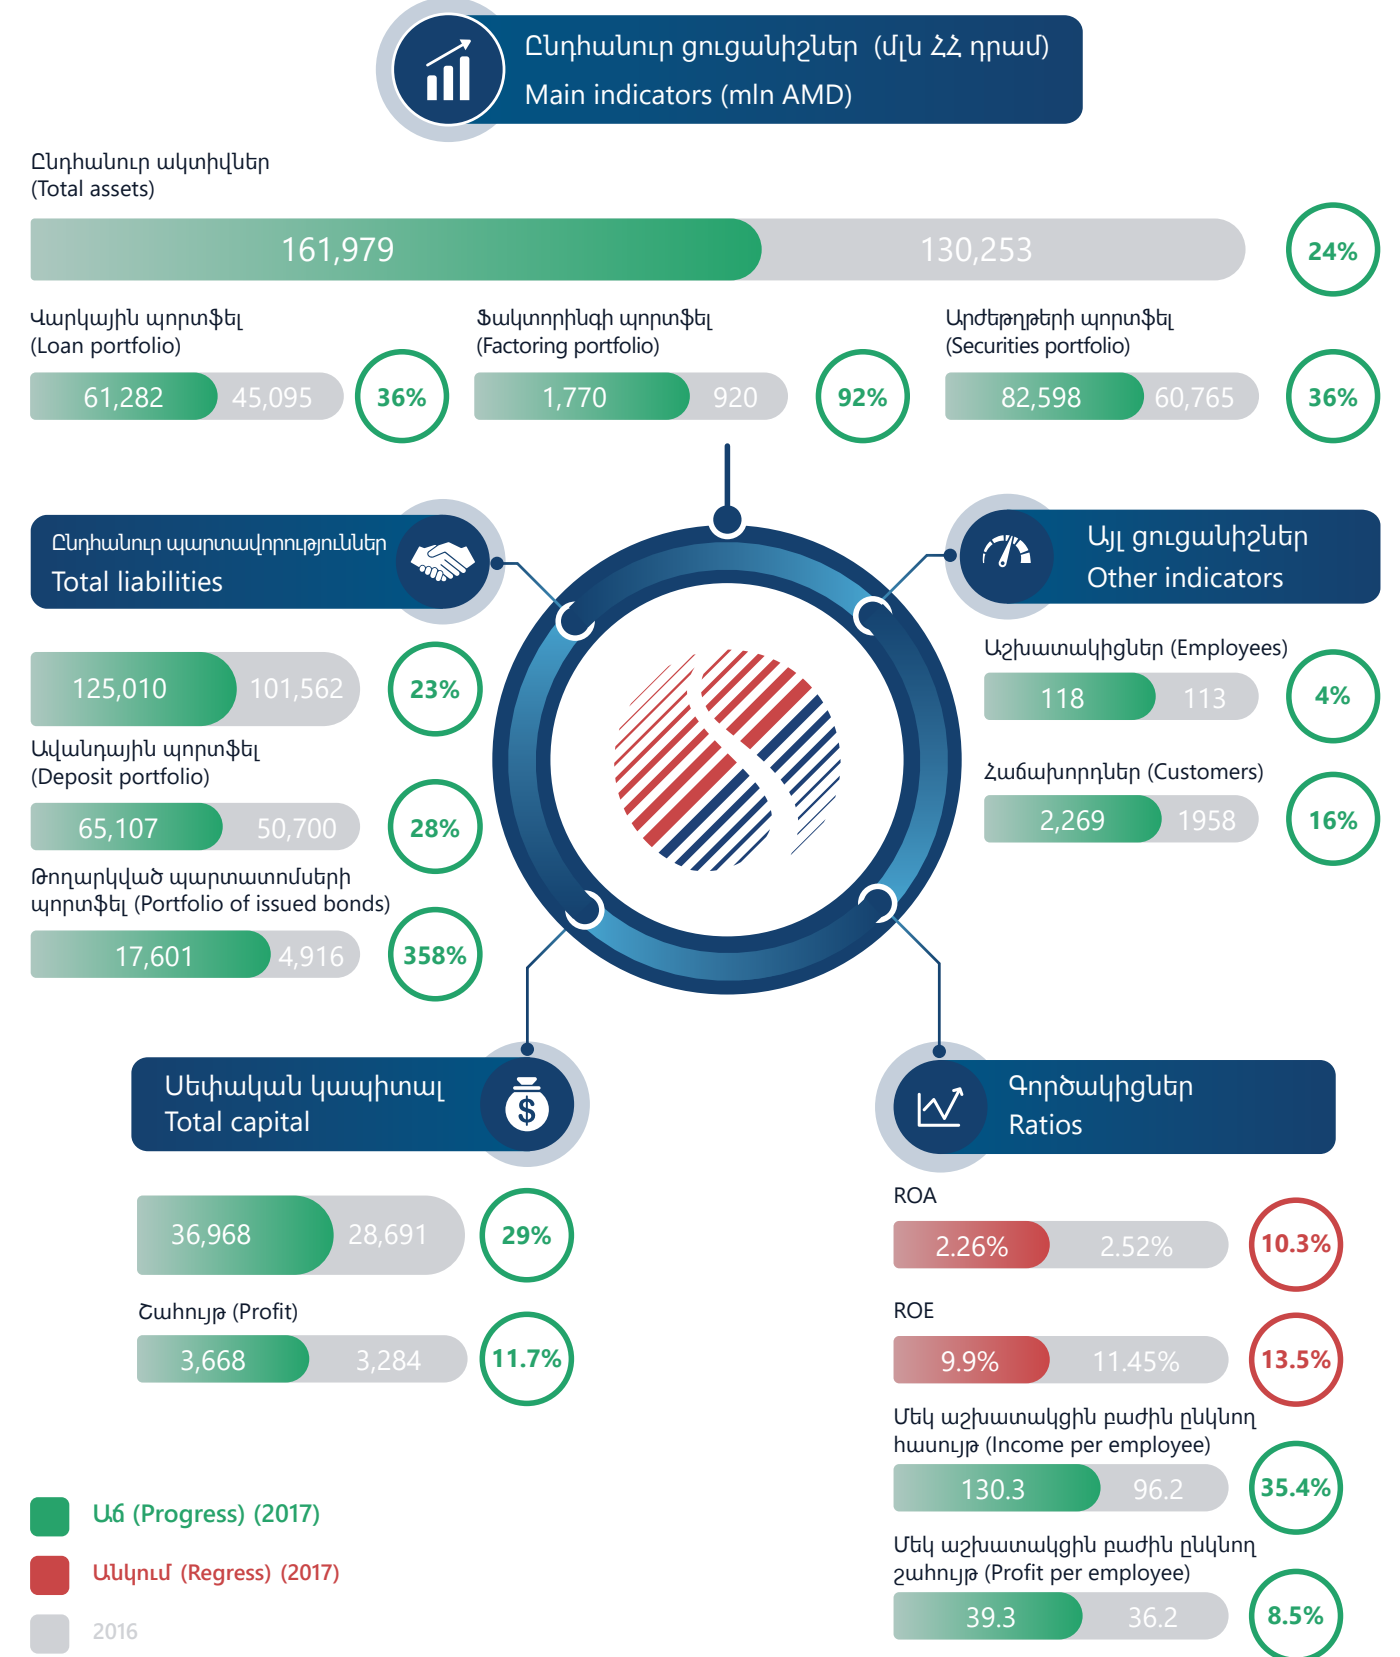 Ընդհանուր ցուցանիշներ (մլն ՀՀ դրամ)
Main indicators (mln AMD)
Ընդհանուր ակտիվներ
(Total assets)
161,979 130,253 24%
Վարկային պորտֆել
(Loan portfolio)
61,282 45,095 36%
Ֆակտորինգի պորտֆել
(Factoring portfolio)
1,770 920 92%
Արժեթղթերի պորտֆել
(Securities portfolio)
82,598 60,765 36%
Ընդհանուր պարտավորություններ
Total liabilities
125,010 101,562 23%
Ավանդային պորտֆել
(Deposit portfolio)
65,107 50,700 28%
Թողարկված պարտատոմսերի
պորտֆել (Portfolio of issued bonds)
17,601 4,916 358%
Այլ ցուցանիշներ
Other indicators
Աշխատակիցներ (Employees)
118 113 4%
Հաճախորդներ (Customers)
2,269 1958 16%
Սեփական կապիտալ
Total capital
$
36,968 28,691 29%
Շահույթ (Profit)
3,668 3,284 11.7%
Գործակիցներ
Ratios
ROA
2.26% 2.52% 10.3%
ROE
9.9% 11.45% 13.5%
Մեկ աշխատակցին բաժին ընկնող
հասույթ (Income per employee)
130.3 96.2 35.4%
Մեկ աշխատակցին բաժին ընկնող
շահույթ (Profit per employee)
39.3 36.2 8.5%
Աճ (Progress) (2017)
Անկում (Regress) (2017)
2016